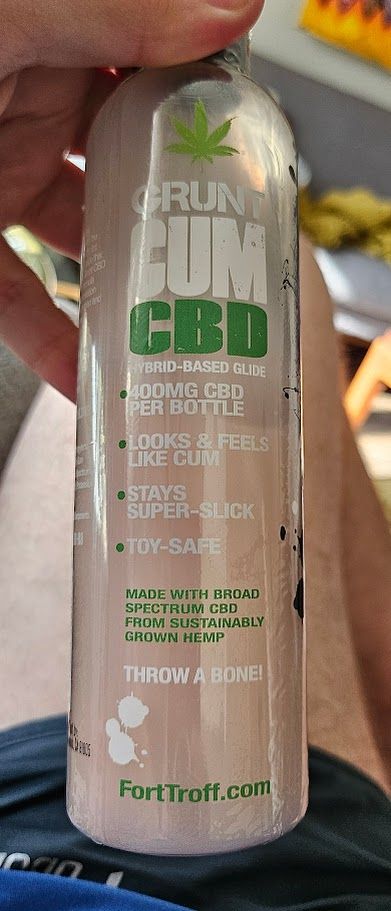 GRUNT
CUM
CBD
HYBRID-BASED GLIDE
• 400MG CBD
PER BOTTLE
• LOOKS & FEELS
LIKE CUM
• STAYS
SUPER-SLICK
• TOY-SAFE
MADE WITH BROAD
SPECTRUM CBD
FROM SUSTAINABLY
GROWN HEMP
THROW A BONE!
FortTroff.com